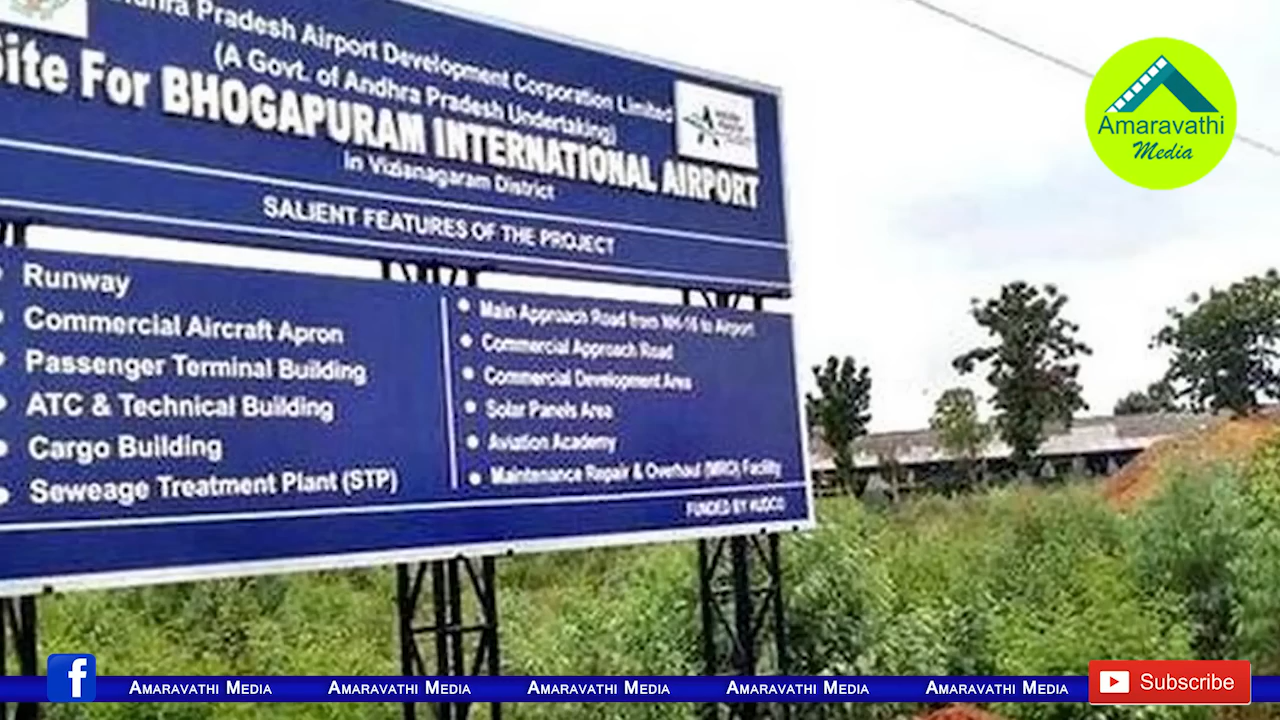 Pradesh Airport Development Corporation Limited
(A Govt. of Andhra Pradesh Undertaking)
Site For BHOGAPURAM INTERNATIONAL AIRPORT
In Vizianagaram District
SALIENT FEATURES OF THE PROJECT
Runway
Commercial Aircraft Apron
Passenger Terminal Building
ATC & Technical Building
Cargo Building
Seweage Treatment Plant (STP)
Main Approach Road from NH-16 to Airport
Commercial Approach Road
Commercial Development Area
Solar Panels Area
Aviation Academy
Maintenance Repair & Overhaul (MRO) Facility
FUNDED BY HUDCO
Amaravathi
Media
f AMARAVATHI MEDIA AMARAVATHI MEDIA AMARAVATHI MEDIA AMARAVATHI MEDIA AMARAVATHI MEDIA Subscribe